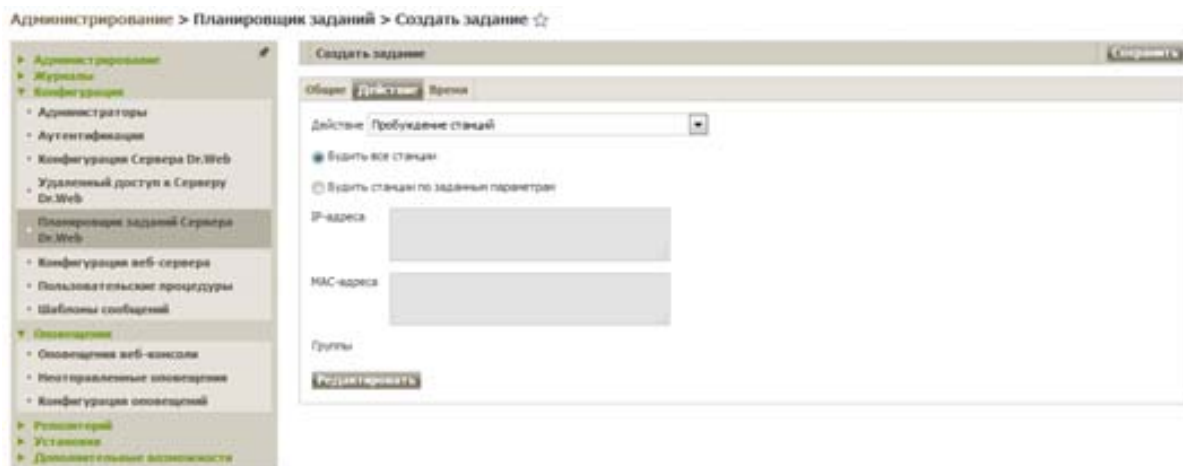 Администрирование > Планировщик заданий > Создать задание
Администрирование
Журналы
Конфигурация
Администраторы
Аутентификация
Конфигурация Сервера Dr.Web
Удаленный доступ к Серверу
Dr.Web
Планировщик заданий Сервера
Dr.Web
Конфигурация веб-сервера
Пользовательские процедуры
Шаблоны сообщений
Оповещения
Оповещения веб-консоли
Неотправленные оповещения
Конфигурация оповещений
Репозиторий
Установки
Дополнительные возможности
Создать задание
Сохранить
Общие Действие Время
Действие Пробуждение станций
Будить все станции
Будить станции по заданным параметрам
IP-адреса
MAC-адреса
Группы
Редактировать